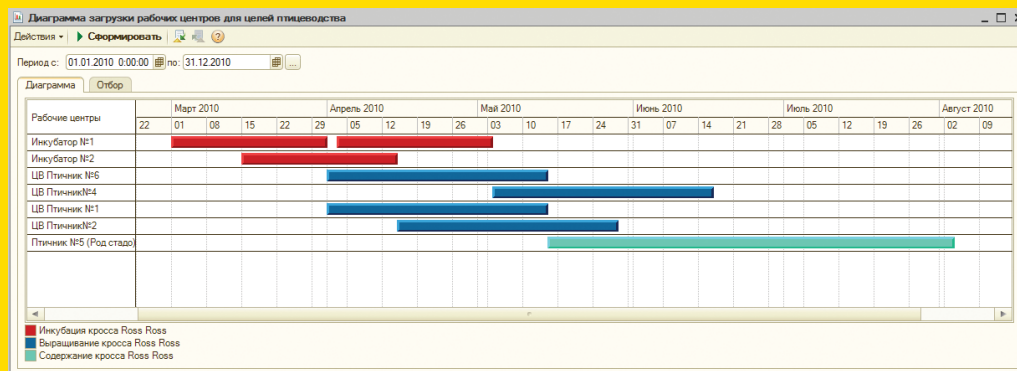 Диаграмма загрузки рабочих центров для целей птицеводства
Действия Сформировать
Период с: 01.01.2010 0:00:00 по: 31.12.2010 ...
Диаграмма Отбор
Рабочие центры
Март 2010 Апрель 2010 Май 2010 Июнь 2010 Июль 2010 Август 2010
22 01 08 15 22 29 05 12 19 26 03 10 17 24 31 07 14 21 28 05 12 19 26 02 09
Инкубатор №1
Инкубатор №2
ЦВ Птичник №6
ЦВ Птичник№4
ЦВ Птичник №1
ЦВ Птичник№2
Птичник №5 (Род стадо)
Инкубация кросса Ross Ross
Выращивание кросса Ross Ross
Содержание кросса Ross Ross